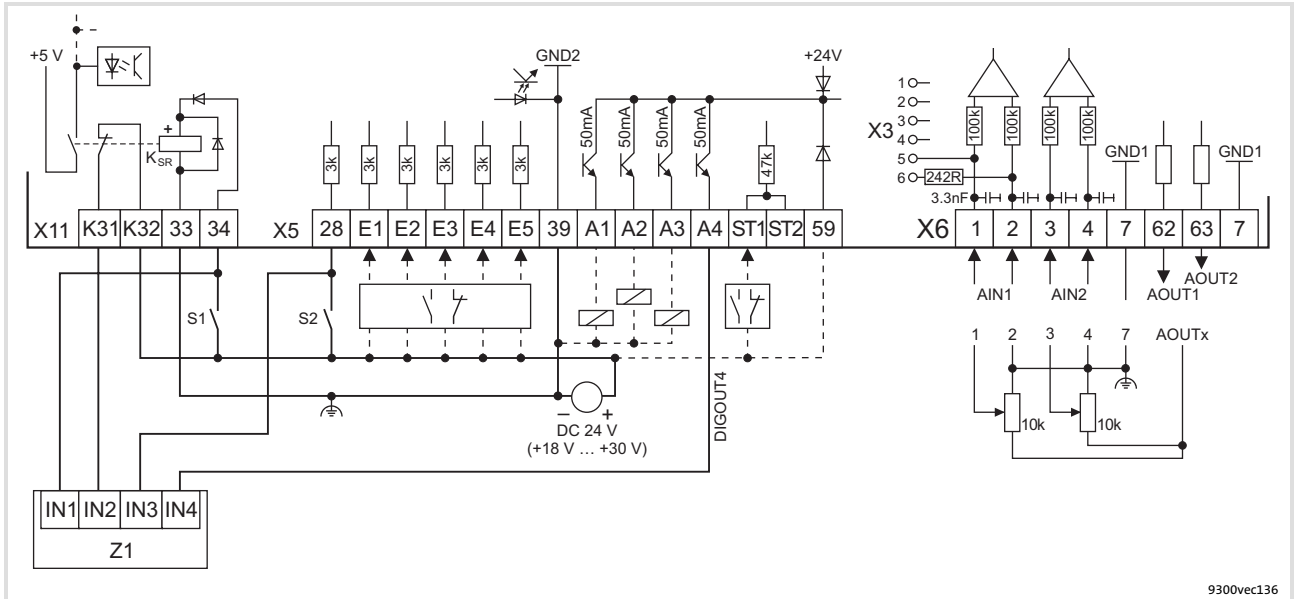 +5 V
+
K SR
X11 K31 K32 33 34
3k 3k 3k 3k 3k 3k
GND2
50mA 50mA 50mA 50mA
47k
+24V
X5 28 E1 E2 E3 E4 E5 39 A1 A2 A3 A4 ST1 ST2 59
X3
1
2
3
4
5
6
242R
100k 100k 100k 100k
3.3nF
GND1
GND1
X6 1 2 3 4 7 62 63 7
AIN1
AIN2
AOUT1
AOUT2
S1
S2
– +
DC 24 V
(+18 V ... +30 V)
DIGOUT4
1 2 3 4 7 AOUTx
10k
10k
IN1 IN2 IN3 IN4
Z1
9300vec136